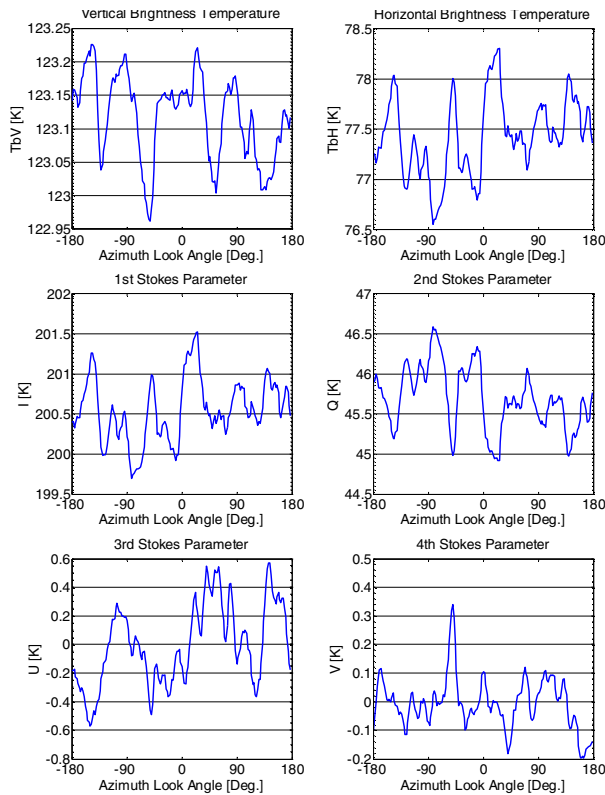 Vertical Brightness Temperature
123.25
123.2
123.15
123.1
123.05
123
122.95
TbV [K]
-180 -90 0 90 180
Azimuth Look Angle [Deg.]
Horizontal Brightness Temperature
78.5
78
77.5
77
76.5
TbH [K]
-180 -90 0 90 180
Azimuth Look Angle [Deg.]
1st Stokes Parameter
202
201.5
201
200.5
200
199.5
I [K]
-180 -90 0 90 180
Azimuth Look Angle [Deg.]
2nd Stokes Parameter
47
46.5
46
45.5
45
44.5
Q [K]
-180 -90 0 90 180
Azimuth Look Angle [Deg.]
3rd Stokes Parameter
0.6
0.4
0.2
0
-0.2
-0.4
-0.6
-0.8
U [K]
-180 -90 0 90 180
Azimuth Look Angle [Deg.]
4th Stokes Parameter
0.5
0.4
0.3
0.2
0.1
0
-0.1
-0.2
V [K]
-180 -90 0 90 180
Azimuth Look Angle [Deg.]